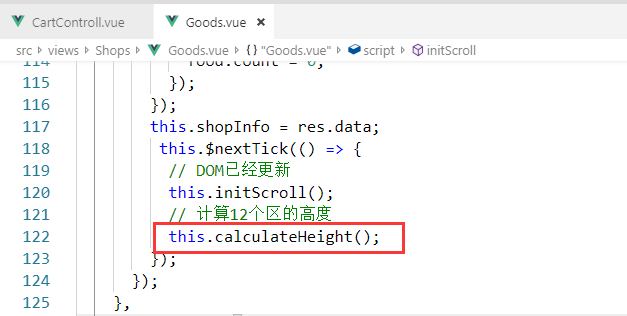 CartControll.vue
Goods.vue ×
src > views > Shops > Goods.vue > {} "Goods.vue" > script > initScroll
114 food.count = 0;
115 });
116 });
117 this.shopInfo = res.data;
118 this.$nextTick(() => {
119 // DOM已经更新
120 this.initScroll();
121 // 计算12个区的高度
122 this.calculateHeight();
123 });
124 });
125 },